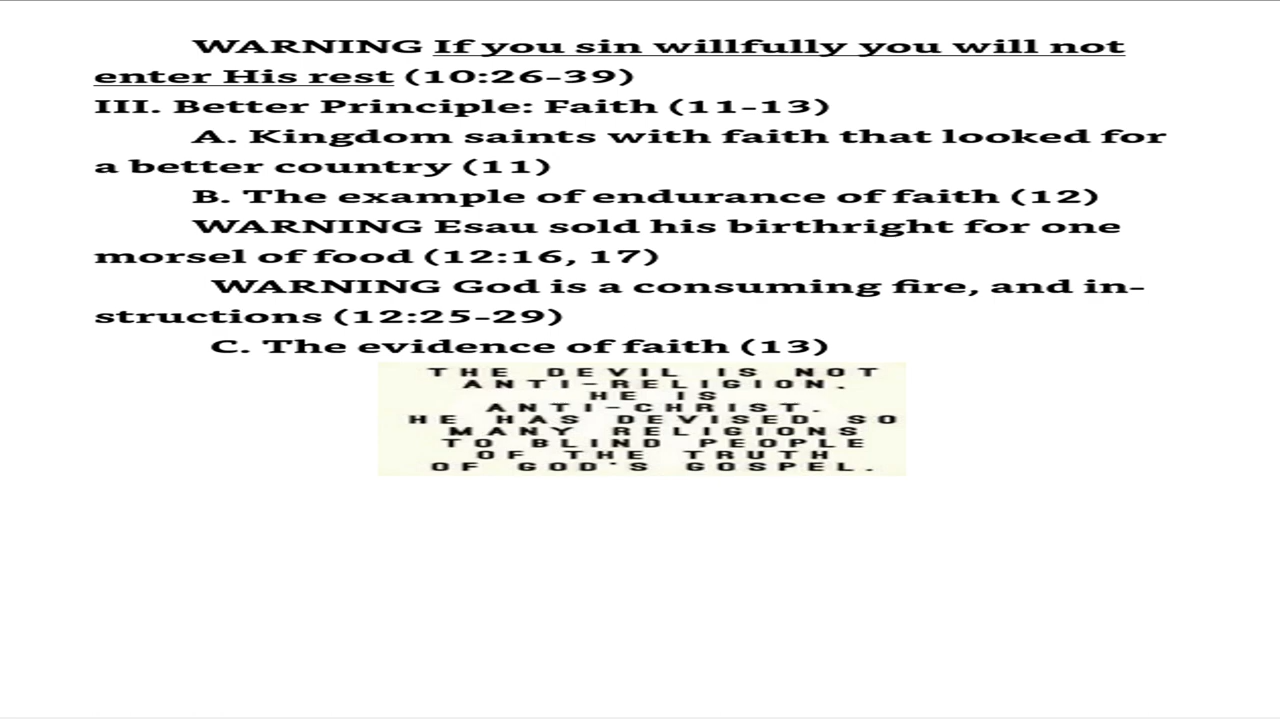 WARNING If you sin willfully you will not
enter His rest (10:26-39)
III. Better Principle: Faith (11-13)
A. Kingdom saints with faith that looked for
a better country (11)
B. The example of endurance of faith (12)
WARNING Esau sold his birthright for one
morsel of food (12:16, 17)
WARNING God is a consuming fire, and in-
structions (12:25-29)
C. The evidence of faith (13)
THE DEVIL IS NOT
ANTI-RELIGION.
HE IS
ANTI-CHRIST.
HE HAS DEVISED SO
MANY RELIGIONS
TO BLIND PEOPLE
OF THE TRUTH
OF GOD'S GOSPEL.